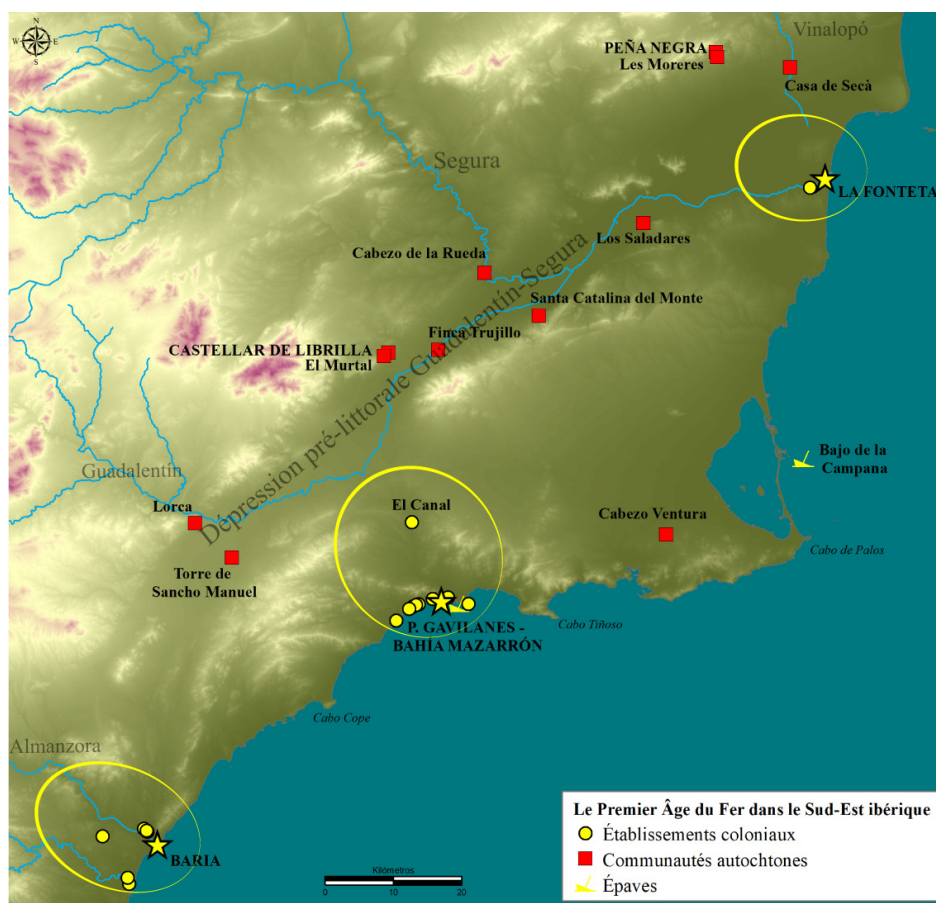 N
W E
S
Vinalopó
PEÑA NEGRA
Les Moreres
Casa de Secà
Segura
LA FONTETA
Los Saladares
Cabezo de la Rueda
Santa Catalina del Monte
Finca Trujillo
CASTELLAR DE LIBRILLA
El Murtal
Dépression pré-littorale Guadalentín-Segura
Bajo de la
Campana
Guadalentín
Lorca
El Canal
Cabezo Ventura
Cabo de Palos
Torre de
Sancho Manuel
Cabo Tiñoso
P. GAVILANES -
BAHÍA MAZARRÓN
Cabo Cope
Almanzora
BARIA
Le Premier Âge du Fer dans le Sud-Est ibérique
Établissements coloniaux
Communautés autochtones
Épaves
Kilómetros
0 10 20